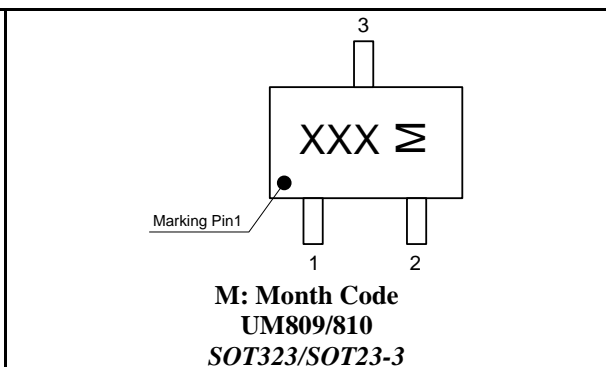 3
XXX M
Marking Pin1
1 2
M: Month Code
UM809/810
SOT323/SOT23-3